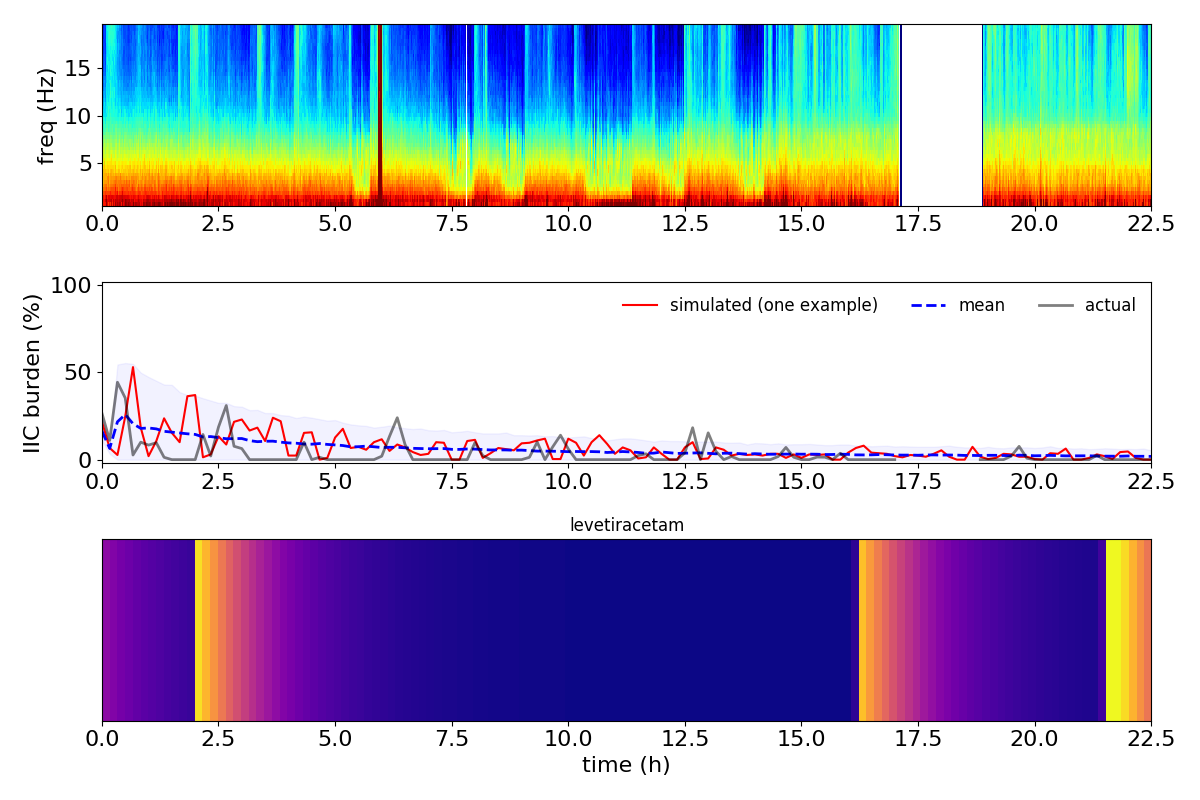 freq (Hz)
15
10
5
0.0 2.5 5.0 7.5 10.0 12.5 15.0 17.5 20.0 22.5
IIC burden (%)
100
50
0
simulated (one example) mean actual
0.0 2.5 5.0 7.5 10.0 12.5 15.0 17.5 20.0 22.5
levetiracetam
0.0 2.5 5.0 7.5 10.0 12.5 15.0 17.5 20.0 22.5
time (h)